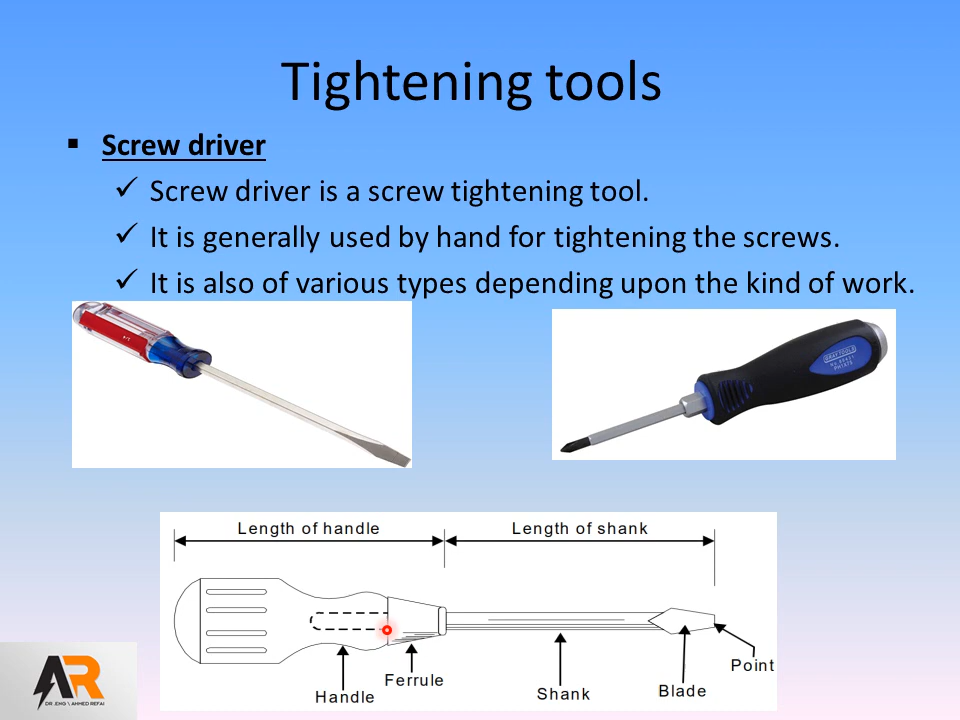 Tightening tools
Screw driver
Screw driver is a screw tightening tool.
It is generally used by hand for tightening the screws.
It is also of various types depending upon the kind of work.
GRAY TOOLS
Length of handle
Length of shank
Handle
Ferrule
Shank
Blade
Point
AR
DR. ENG \ AHMED REFAI